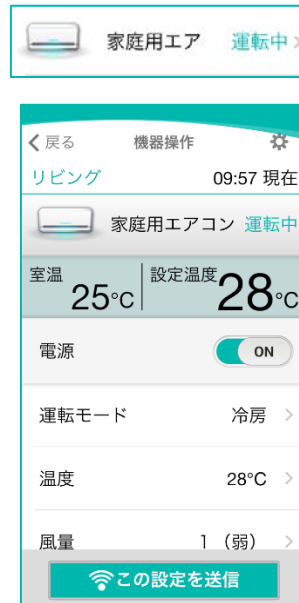 家庭用エア 運転中
戻る 機器操作
リビング 09:57 現在
家庭用エアコン 運転中
室温 25°C 設定温度 28°C
電源 ON
運転モード 冷房
温度 28°C
風量 1 （弱）
この設定を送信